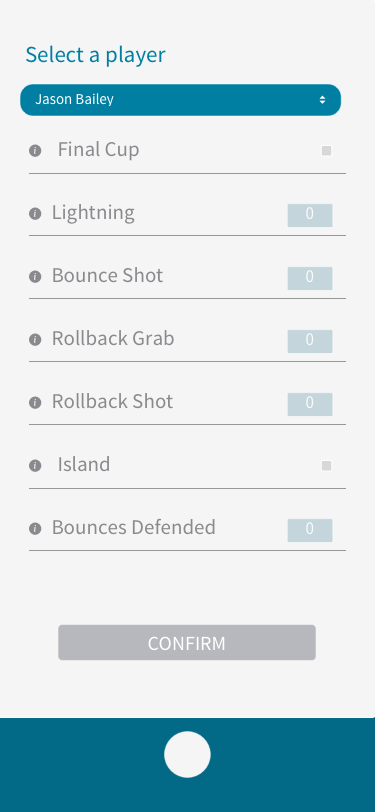 Select a player
Jason Bailey
Final Cup
Lightning 0
Bounce Shot 0
Rollback Grab 0
Rollback Shot 0
Island
Bounces Defended 0
CONFIRM